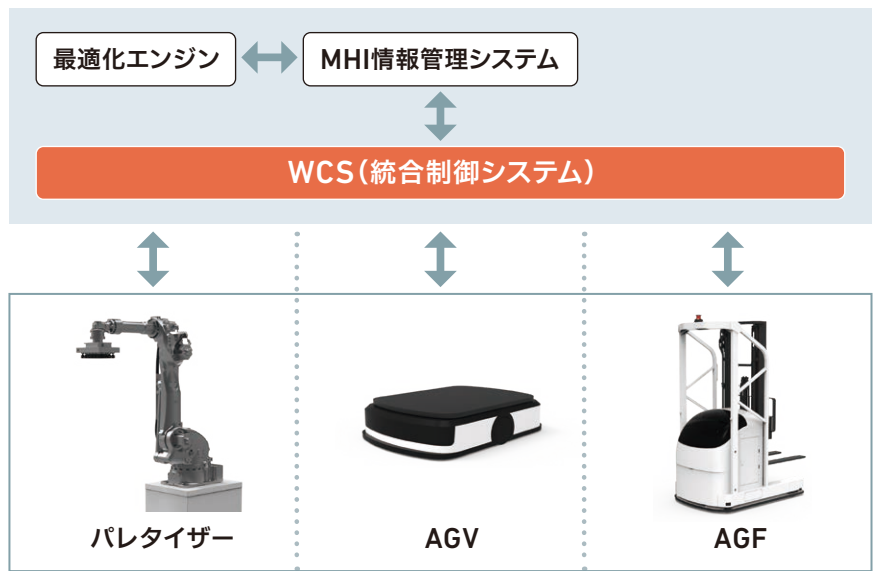 最適化エンジン
MHI情報管理システム
WCS(統合制御システム)
パレタイザー
AGV
AGF